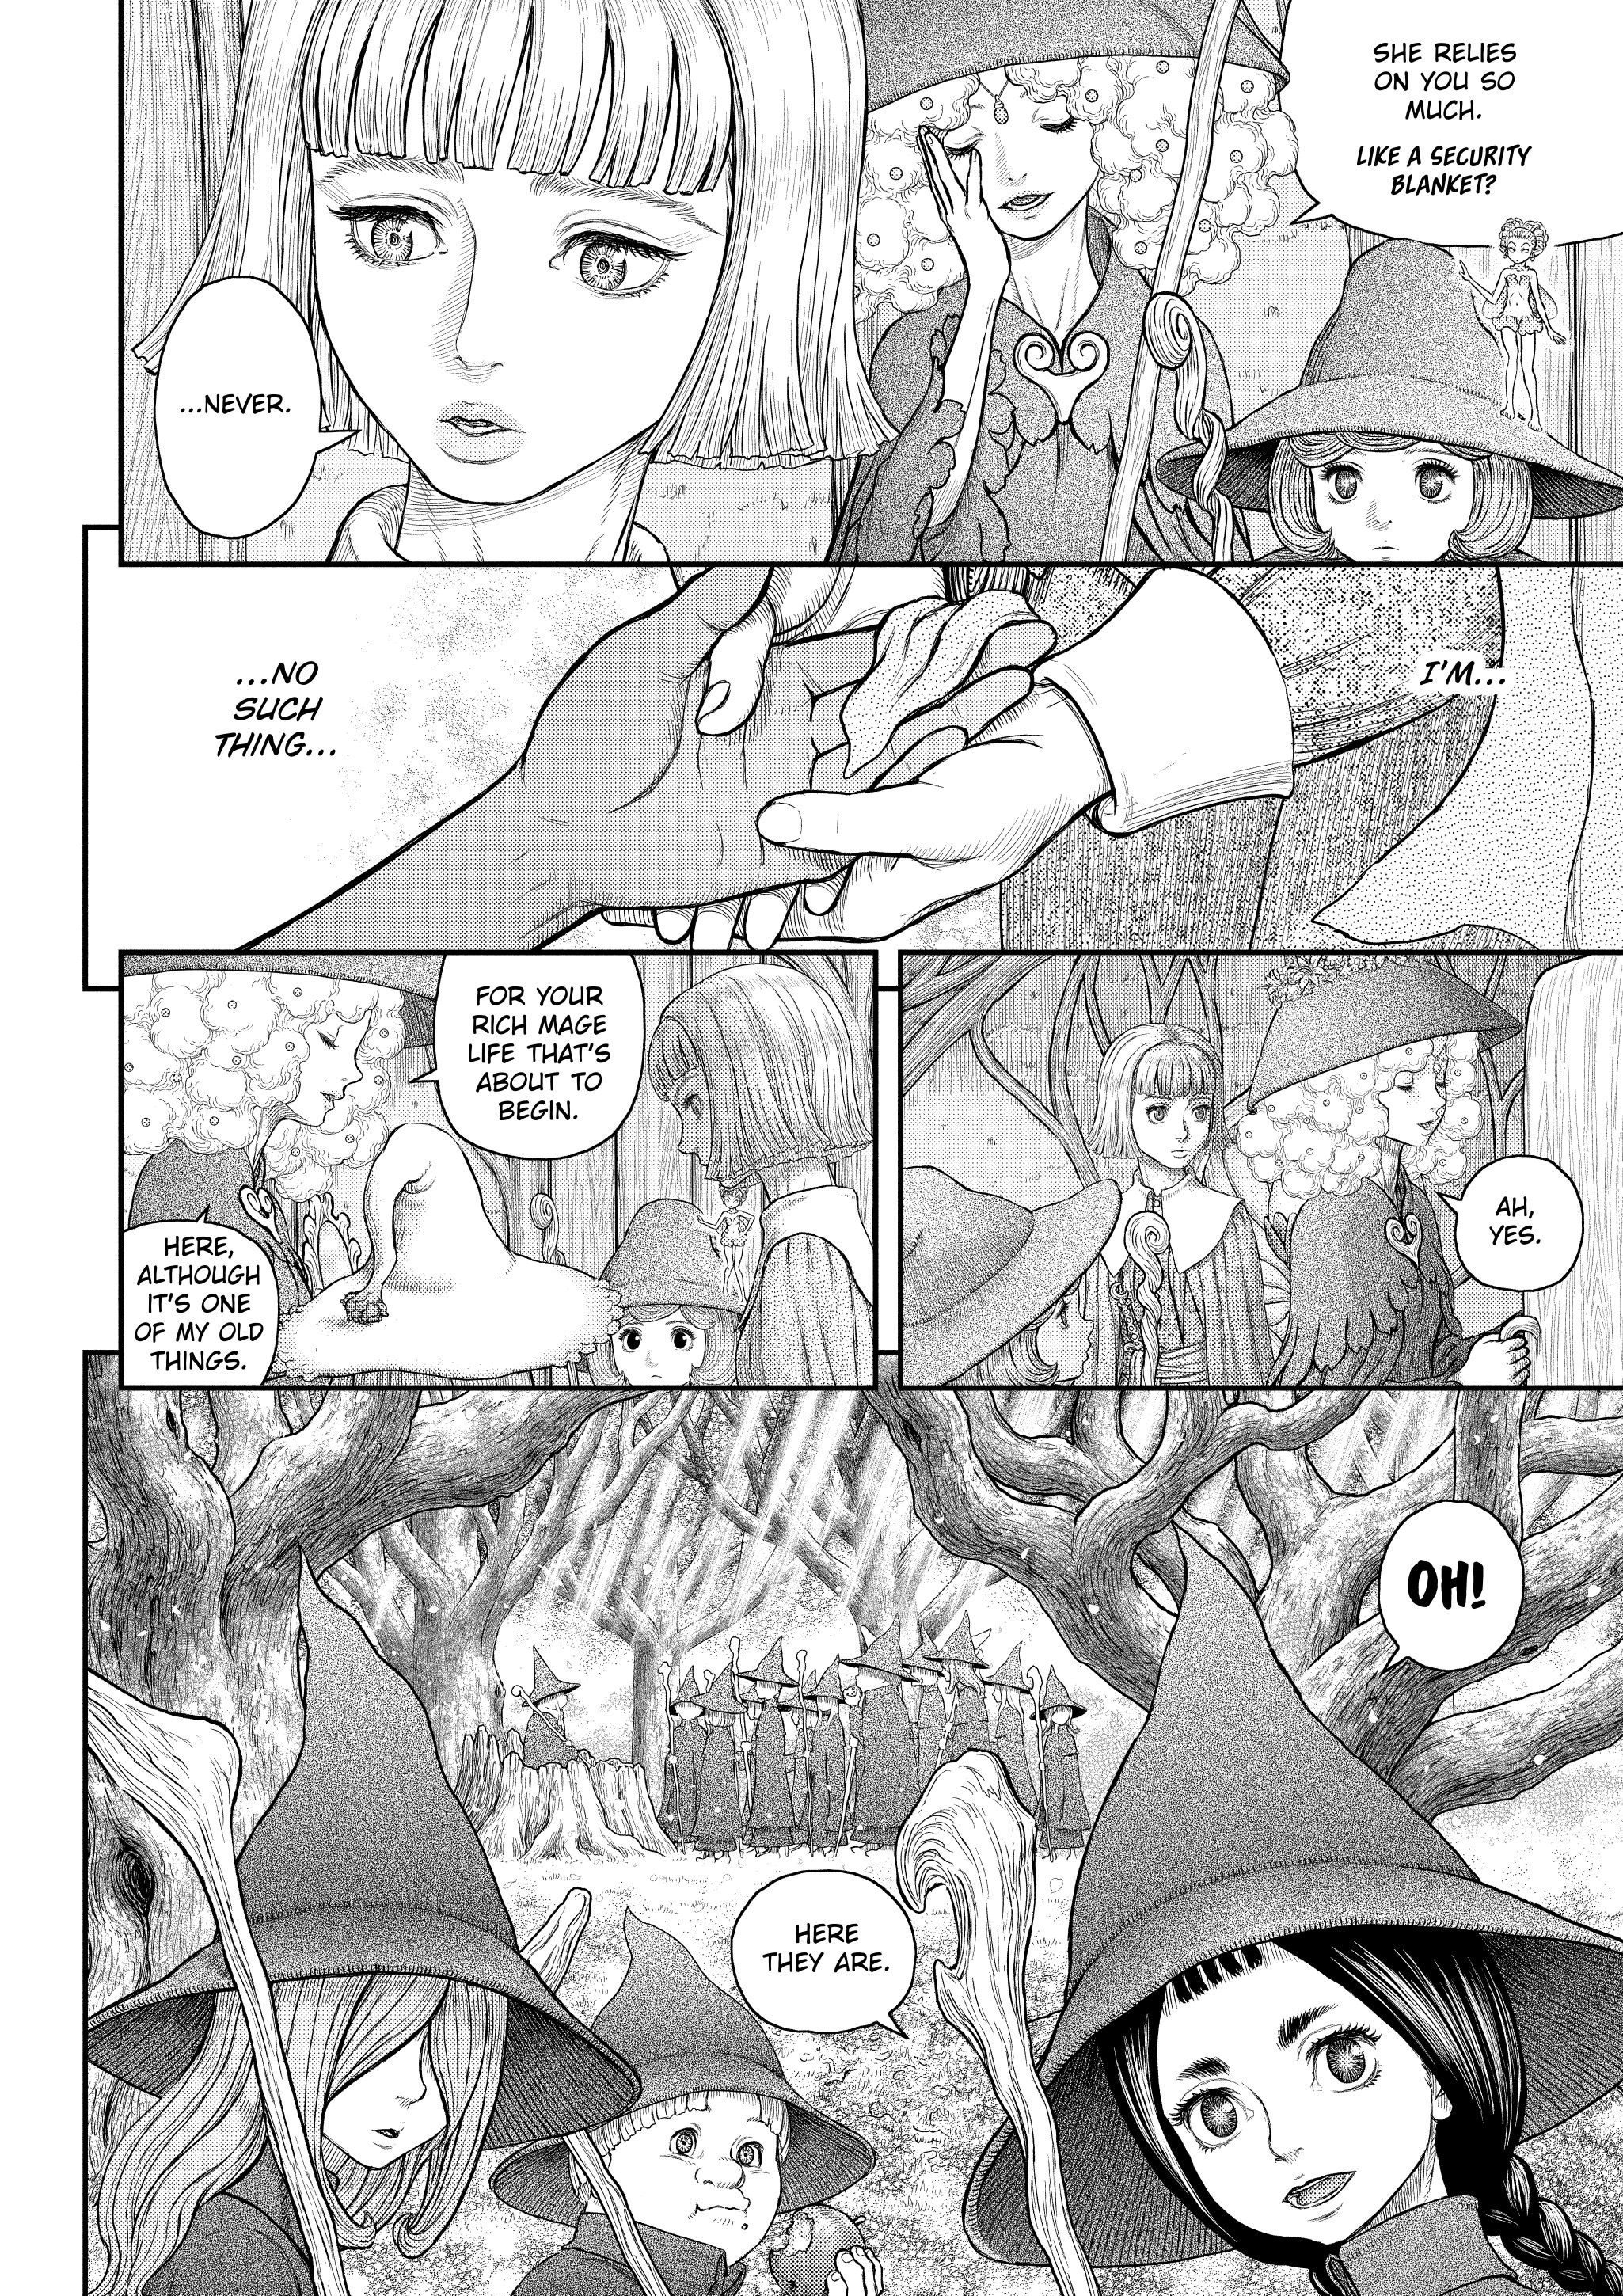 SHE RELIES
ON YOU SO
MUCH.
LIKE A SECURITY
BLANKET?
...NEVER.
I'M...
...NO
SUCH
THING...
AH,
YES.
FOR YOUR
RICH MAGE
LIFE THAT'S
ABOUT TO
BEGIN.
HERE,
ALTHOUGH
IT'S ONE
OF MY OLD
THINGS.
OH!
HERE
THEY ARE.